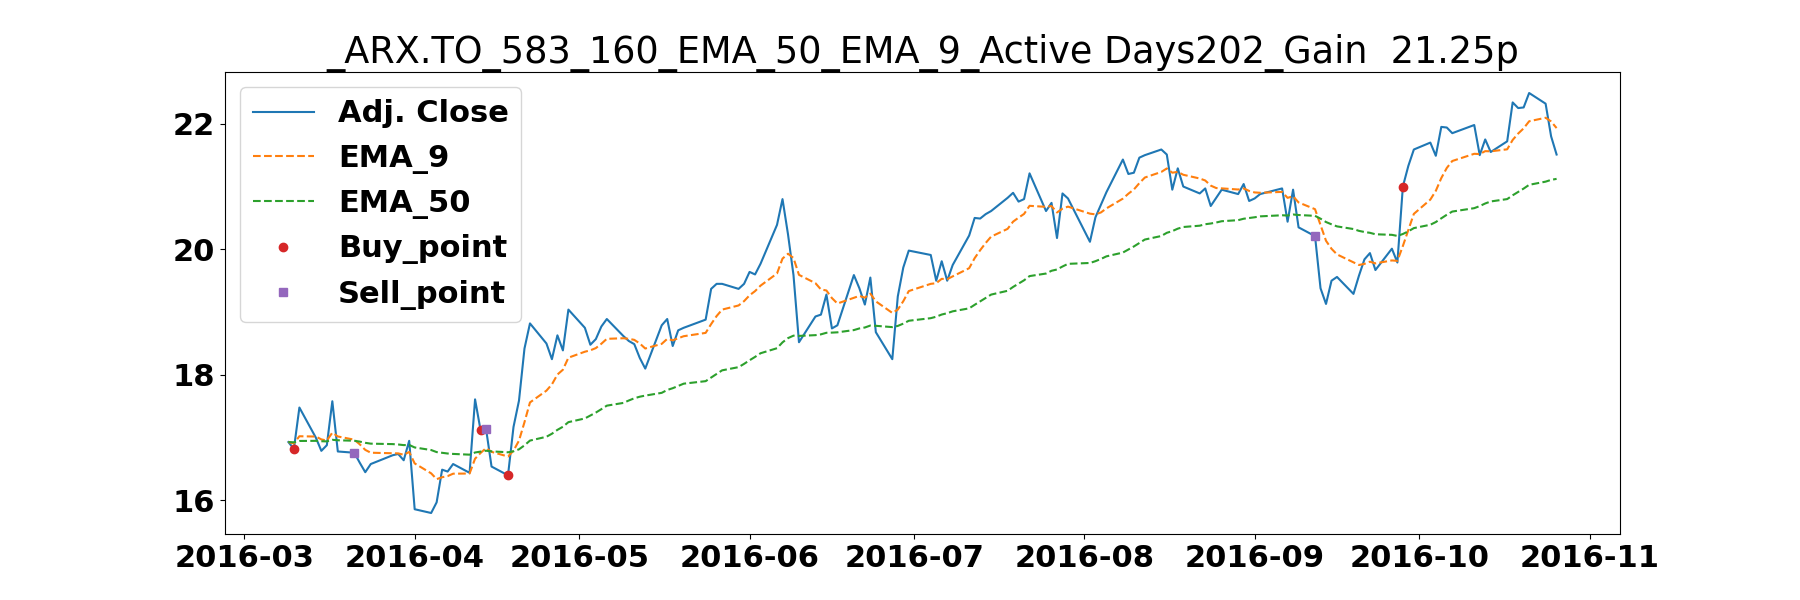 _ARX.TO_583_160_EMA_50_EMA_9_Active Days202_Gain  21.25p
Adj. Close
EMA_9
EMA_50
Buy_point
Sell_point
22
20
18
16
2016-03 2016-04 2016-05 2016-06 2016-07 2016-08 2016-09 2016-10 2016-11